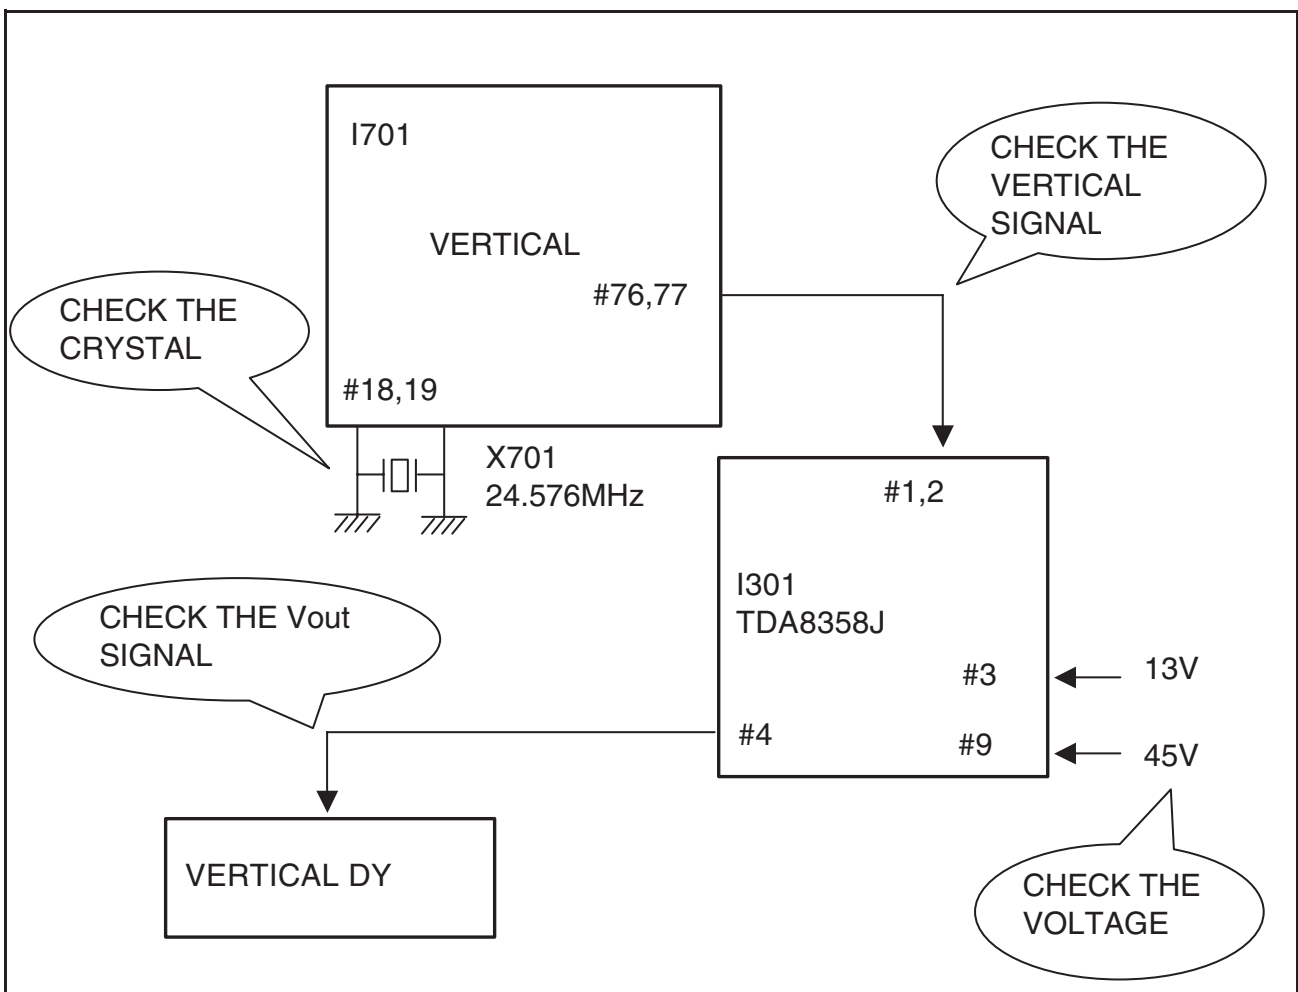 I701
VERTICAL
#76,77
#18,19
CHECK THE
VERTICAL
SIGNAL
CHECK THE
CRYSTAL
X701
24.576MHz
#1,2
I301
TDA8358J
#3
13V
#4
#9
45V
CHECK THE Vout
SIGNAL
VERTICAL DY
CHECK THE
VOLTAGE